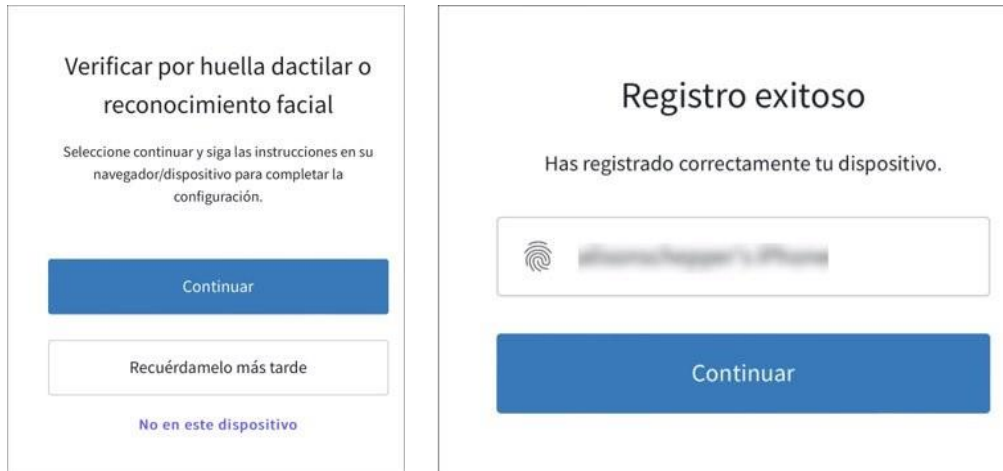 Verificar por huella dactilar o
reconocimiento facial
Seleccione continuar y siga las instrucciones en su
navegador/dispositivo para completar la
configuración.
Continuar
Recuérdamelo más tarde
No en este dispositivo
Registro exitoso
Has registrado correctamente tu dispositivo.
Continuar